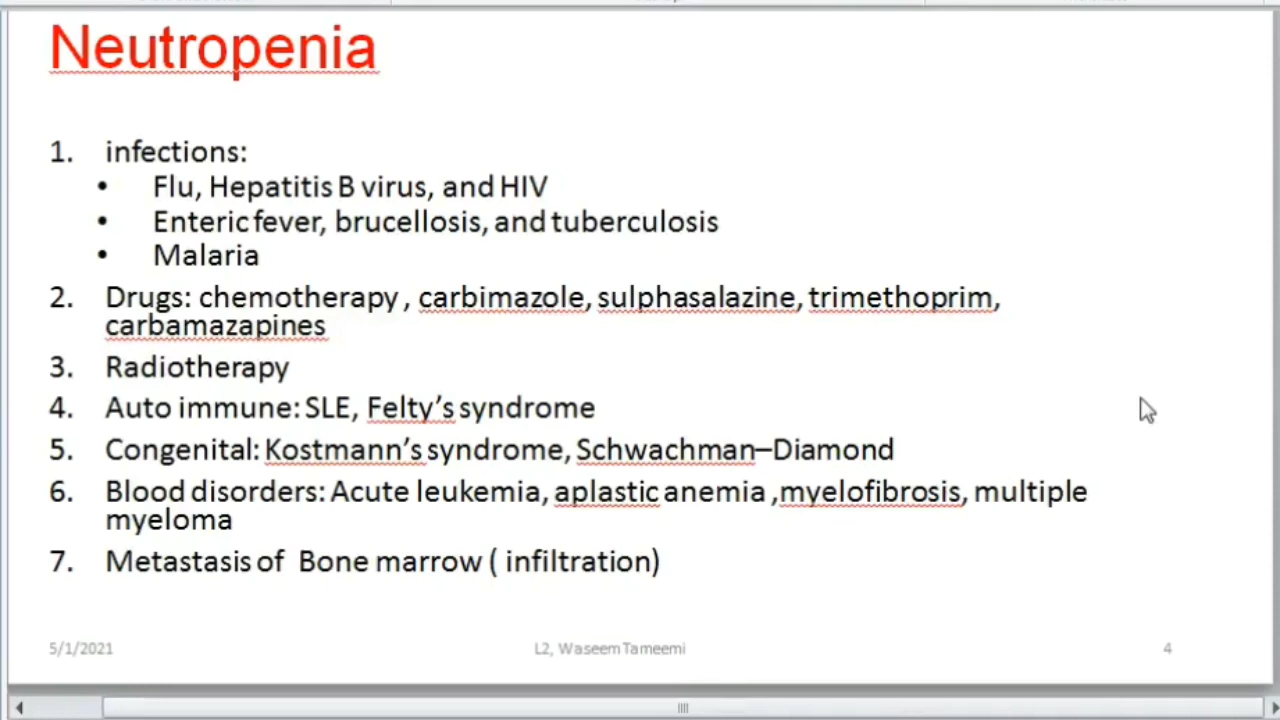 Neutropenia
1. infections:
• Flu, Hepatitis B virus, and HIV
• Enteric fever, brucellosis, and tuberculosis
• Malaria
2. Drugs: chemotherapy , carbimazole, sulphasalazine, trimethoprim,
carbamazapines
3. Radiotherapy
4. Auto immune: SLE, Felty’s syndrome
5. Congenital: Kostmann’s syndrome, Schwachman–Diamond
6. Blood disorders: Acute leukemia, aplastic anemia ,myelofibrosis, multiple
myeloma
7. Metastasis of Bone marrow ( infiltration)
5/1/2021 L2, Waseem Tameemi 4